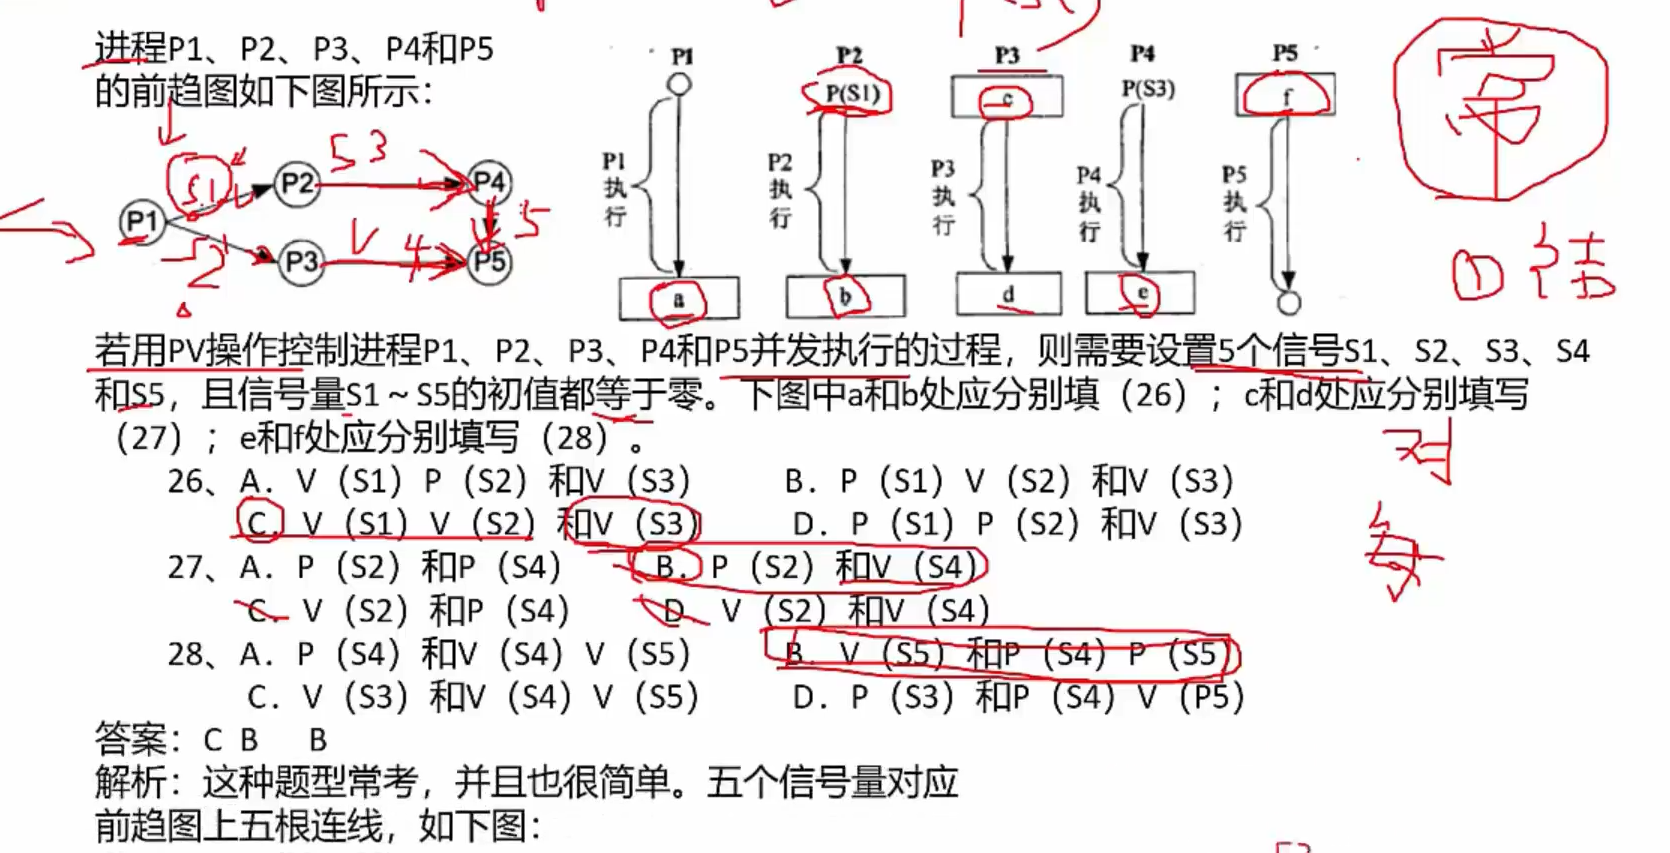 进程P1、P2、P3、P4和P5
的前趋图如下图所示：
P1
P2
P3
P4
P5
S1
S2
S3
4
5
P1 P2 P3 P4 P5
P(S1) c P(S3) f
P1执行 P2执行 P3执行 P4执行 P5执行
a b d e
若用PV操作控制进程P1、P2、P3、P4和P5并发执行的过程，则需要设置5个信号S1、S2、S3、S4
和S5，且信号量S1～S5的初值都等于零。下图中a和b处应分别填（26）；c和d处应分别填写
（27）；e和f处应分别填写（28）。
26、A．V（S1）P（S2）和V（S3） B．P（S1）V（S2）和V（S3）
C．V（S1）V（S2）和V（S3） D．P（S1）P（S2）和V（S3）
27、A．P（S2）和P（S4） B．P（S2）和V（S4）
C．V（S2）和P（S4） D．V（S2）和V（S4）
28、A．P（S4）和V（S4）V（S5） B．V（S5）和P（S4）P（S5）
C．V（S3）和V（S4）V（S5） D．P（S3）和P（S4）V（P5）
答案：C B B
解析：这种题型常考，并且也很简单。五个信号量对应
前趋图上五根连线，如下图：